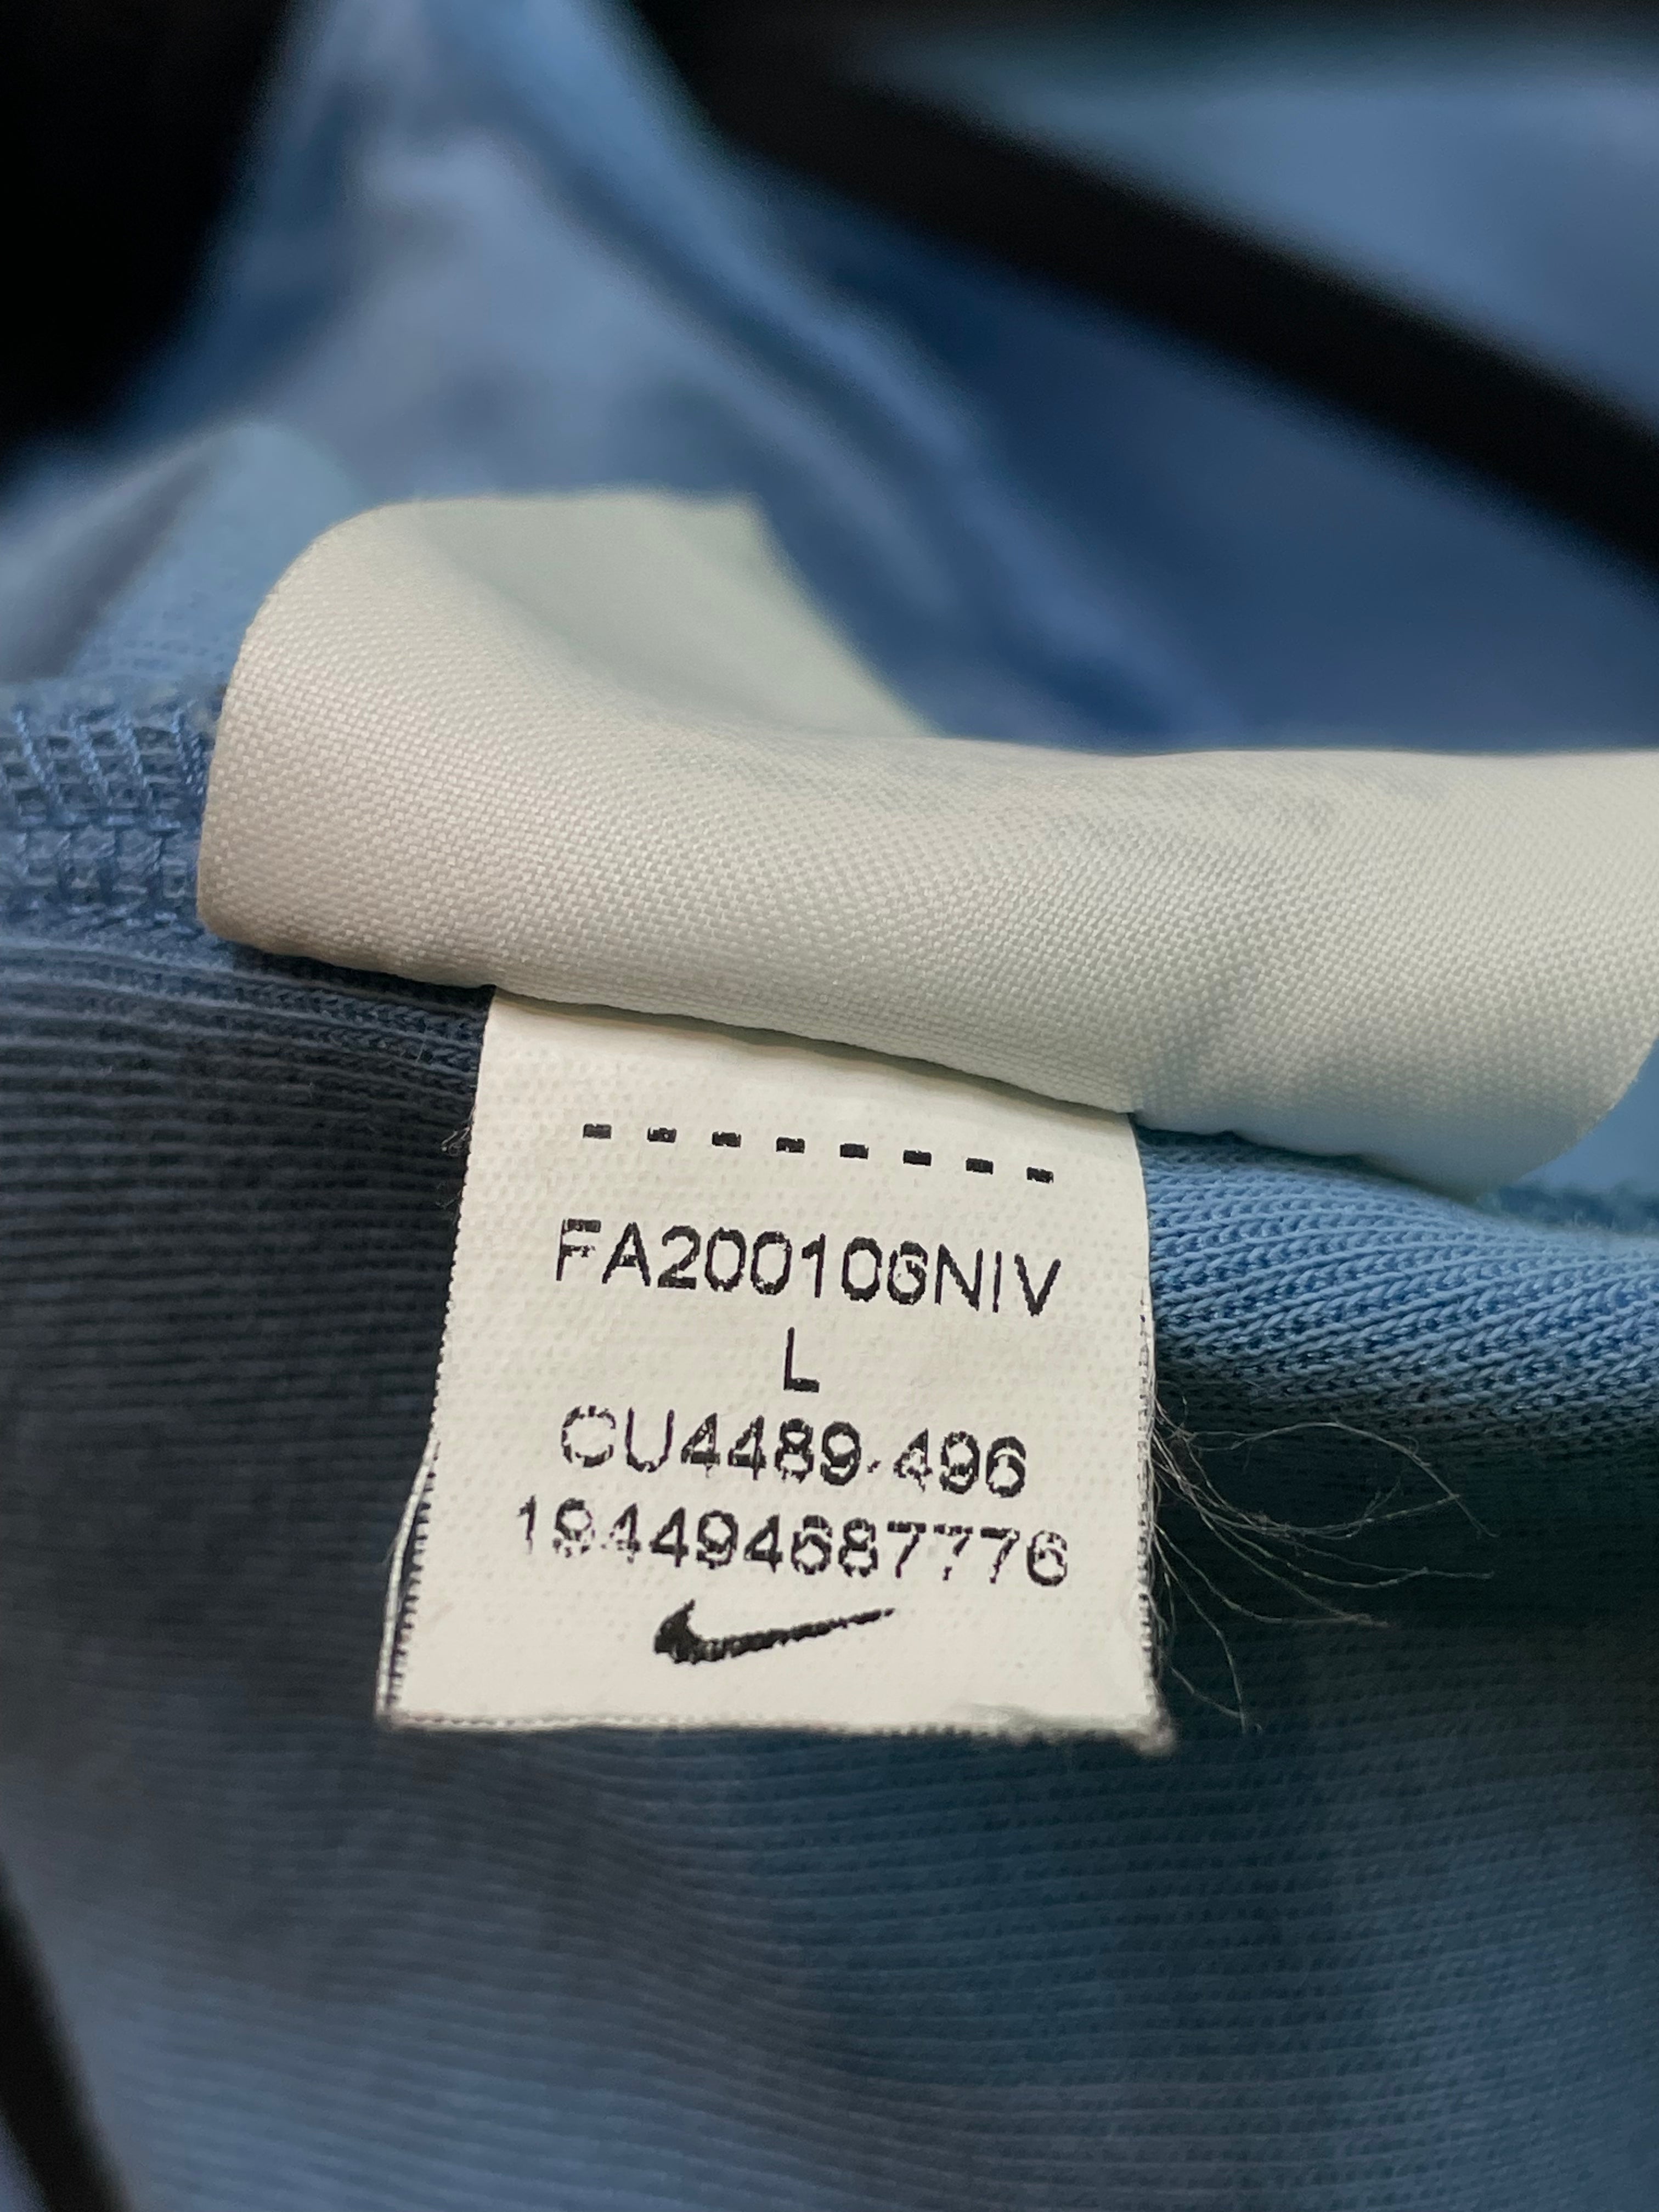 --------
FA200106NIV
L
CU4489-496
194494687776